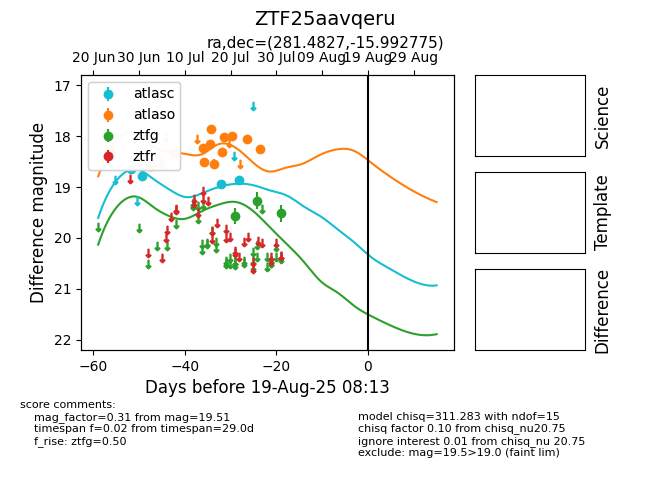 ZTF25aavqeru
ra,dec=(281.4827,-15.992775)
20 Jun 30 Jun 10 Jul 20 Jul 30 Jul 09 Aug 19 Aug 29 Aug
17
18
19
20
21
22
Difference magnitude
atlasc
atlaso
ztfg
ztfr
−60 −40 −20 0
Days before 19-Aug-25 08:13
Science
Template
Difference
score comments:
mag_factor=0.31 from mag=19.51
timespan f=0.02 from timespan=29.0d
f_rise: ztfg=0.50
model chisq=311.283 with ndof=15
chisq factor 0.10 from chisq_nu20.75
ignore interest 0.01 from chisq_nu 20.75
exclude: mag=19.5>19.0 (faint lim)